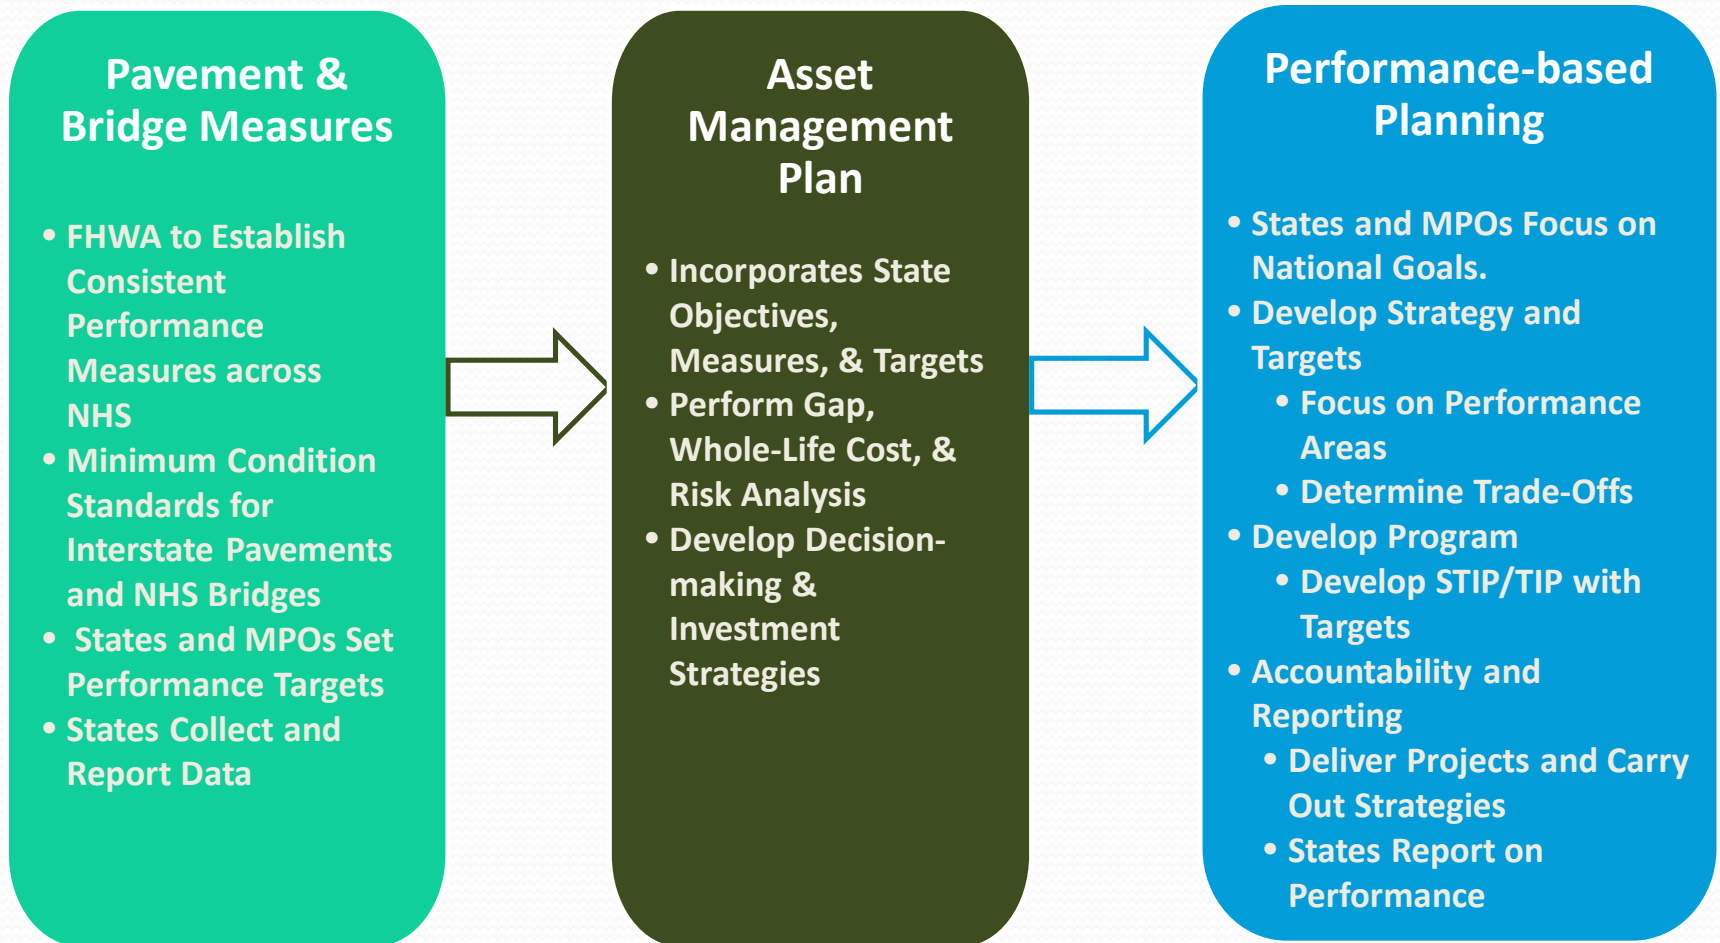 Pavement &
Bridge Measures
• FHWA to Establish
Consistent
Performance
Measures across
NHS
• Minimum Condition
Standards for
Interstate Pavements
and NHS Bridges
• States and MPOs Set
Performance Targets
• States Collect and
Report Data
Asset
Management
Plan
• Incorporates State
Objectives,
Measures, & Targets
• Perform Gap,
Whole-Life Cost, &
Risk Analysis
• Develop Decision-
making &
Investment
Strategies
Performance-based
Planning
• States and MPOs Focus on
National Goals.
• Develop Strategy and
Targets
• Focus on Performance
Areas
• Determine Trade-Offs
• Develop Program
• Develop STIP/TIP with
Targets
• Accountability and
Reporting
• Deliver Projects and Carry
Out Strategies
• States Report on
Performance